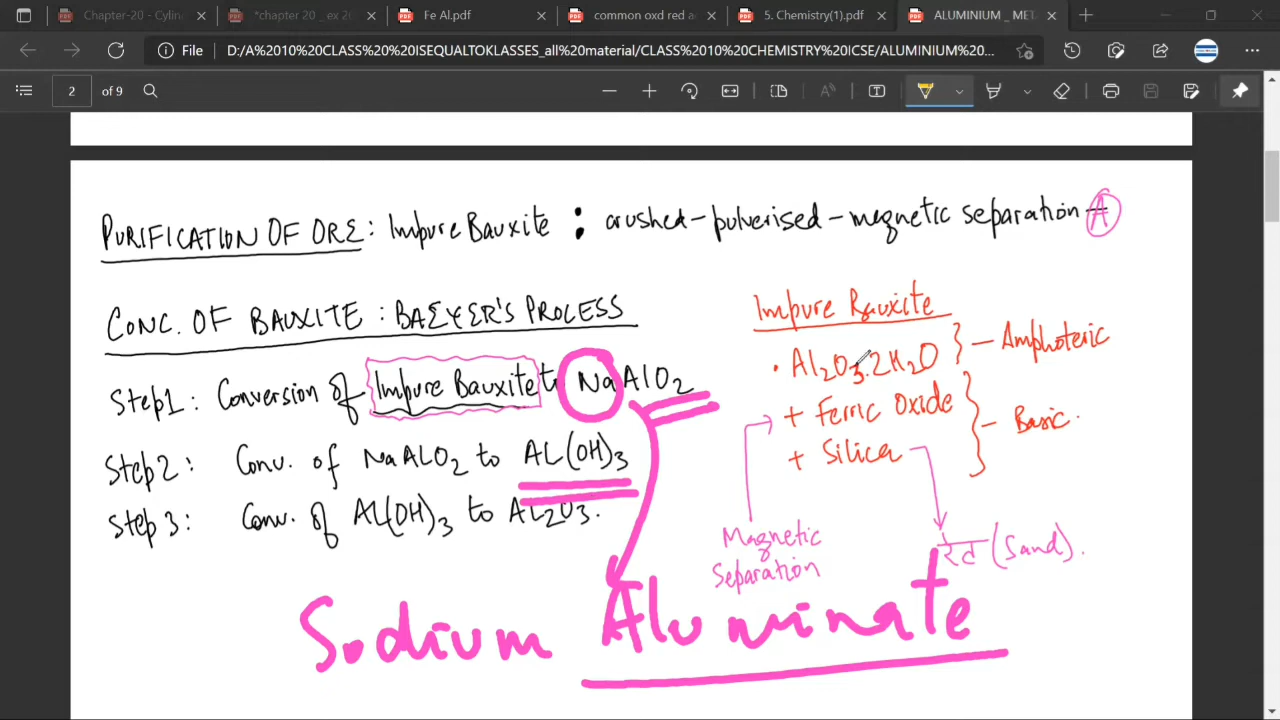 Chapter-20 - Cylin
*chapter 20 _ ex 20
Fe Al.pdf
common oxd red a
5. Chemistry(1).pdf
ALUMINIUM _ MET
File D:/A%2010%20CLASS%20%20ISEQUALTOKLASSES_all%20material/CLASS%2010%20CHEMISTRY%20ICSE/ALUMINIUM%20...
2 of 9
PURIFICATION OF ORE : Impure Bauxite : crushed-pulverised-magnetic separation A
CONC. OF BAUXITE : BAEYER'S PROCESS
Step1: Conversion of Impure Bauxite to NaAlO2
Step2: Conv. of NaAlO2 to AL(OH)3
Step 3: Conv. of AL(OH)3 to AL2O3.
Impure Bauxite
• Al2O3.2H2O } - Amphoteric
+ Ferric Oxide
+ Silica } - Basic.
Magnetic Separation
रेत (Sand).
Sodium Aluminate